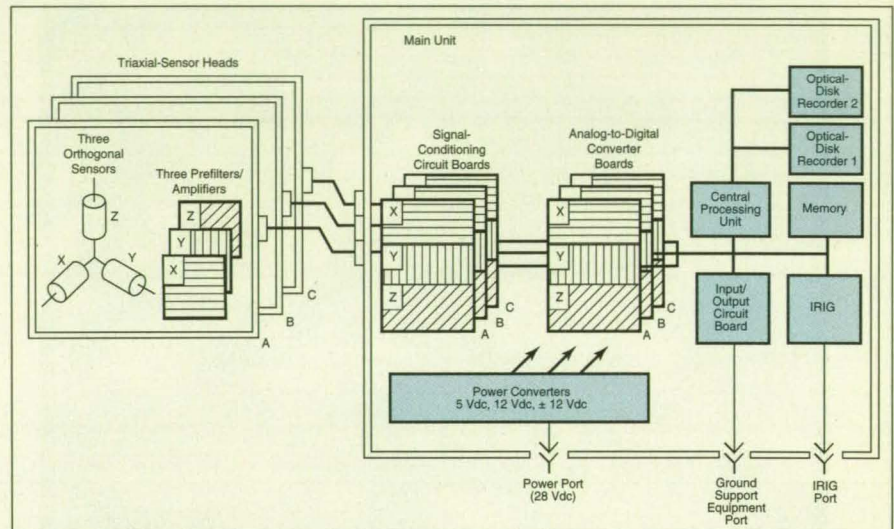 Main Unit
Triaxial-Sensor Heads
Three
Orthogonal
Sensors
Z
X
Y
Three Prefilters/
Amplifiers
Z
Y
X
A
B
C
Signal-
Conditioning
Circuit Boards
X
Y
Z
A
B
C
Analog-to-Digital
Converter
Boards
X
Y
Z
A
B
C
Optical-
Disk
Recorder 2
Optical-
Disk
Recorder 1
Central
Processing
Unit
Memory
Input/
Output
Circuit
Board
IRIG
Power Converters
5 Vdc, 12 Vdc, ± 12 Vdc
Power Port
(28 Vdc)
Ground
Support
Equipment
Port
IRIG
Port